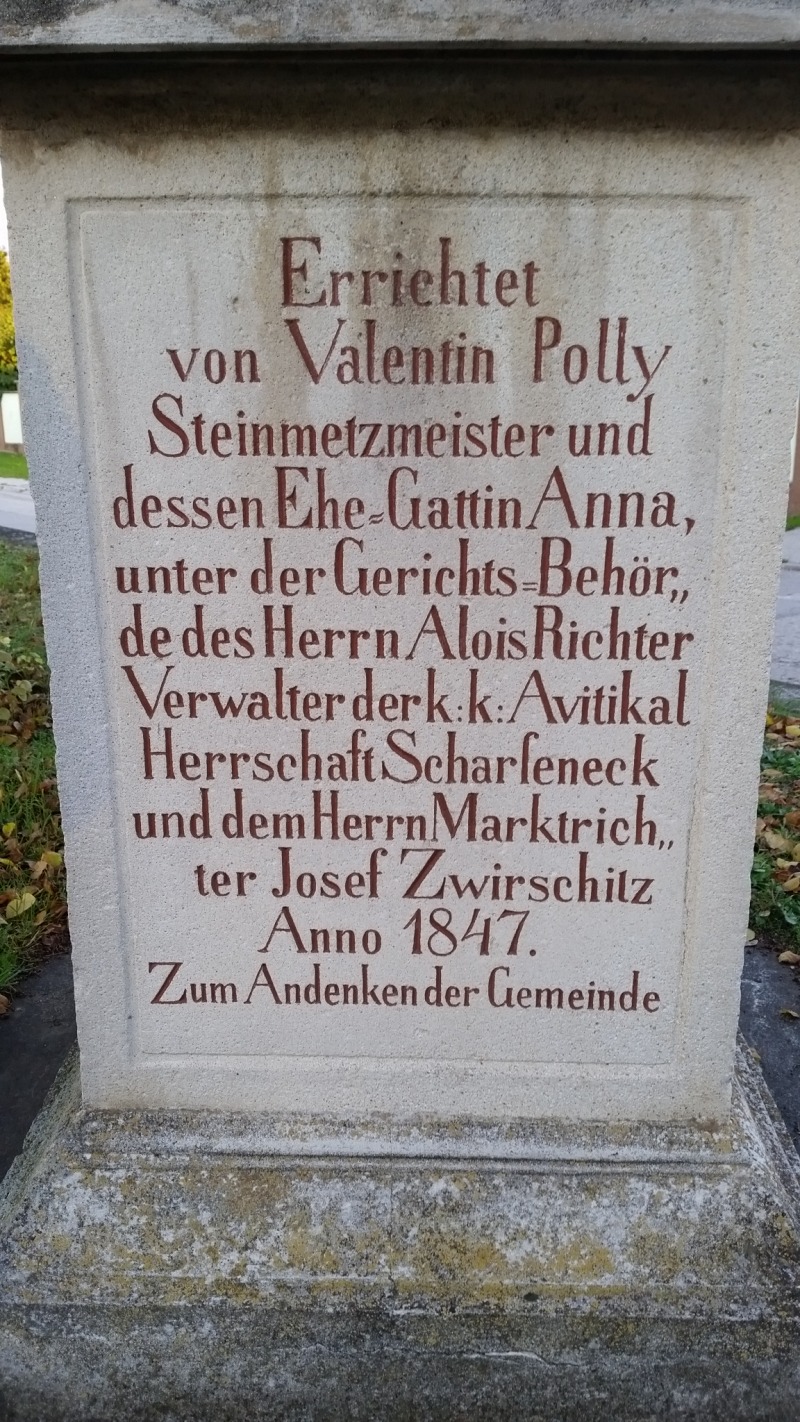 Errichtet
von Valentin Polly
Steinmetzmeister und
dessen Ehe=Gattin Anna,
unter der Gerichts=Behör„
de des Herrn Alois Richter
Verwalter der k:k: Avitikal
Herrschaft Scharſeneck
und dem Herrn Marktrich„
ter Josef Zwirschitz
Anno 1847.
Zum Andenken der Gemeinde